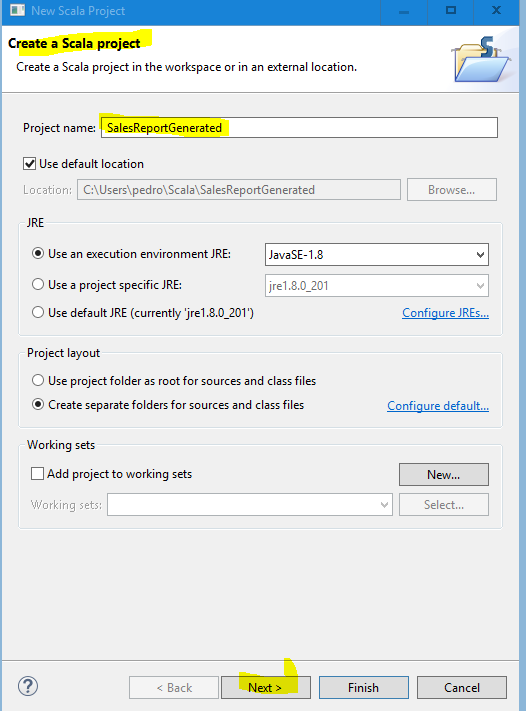 New Scala Project
Create a Scala project
Create a Scala project in the workspace or in an external location.
Project name: SalesReportGenerated
Use default location
Location: C:\Users\pedro\Scala\SalesReportGenerated Browse...
JRE
Use an execution environment JRE: JavaSE-1.8
Use a project specific JRE: jre1.8.0_201
Use default JRE (currently 'jre1.8.0_201') Configure JREs...
Project layout
Use project folder as root for sources and class files
Create separate folders for sources and class files Configure default...
Working sets
Add project to working sets New...
Working sets: Select...
? < Back Next > Finish Cancel